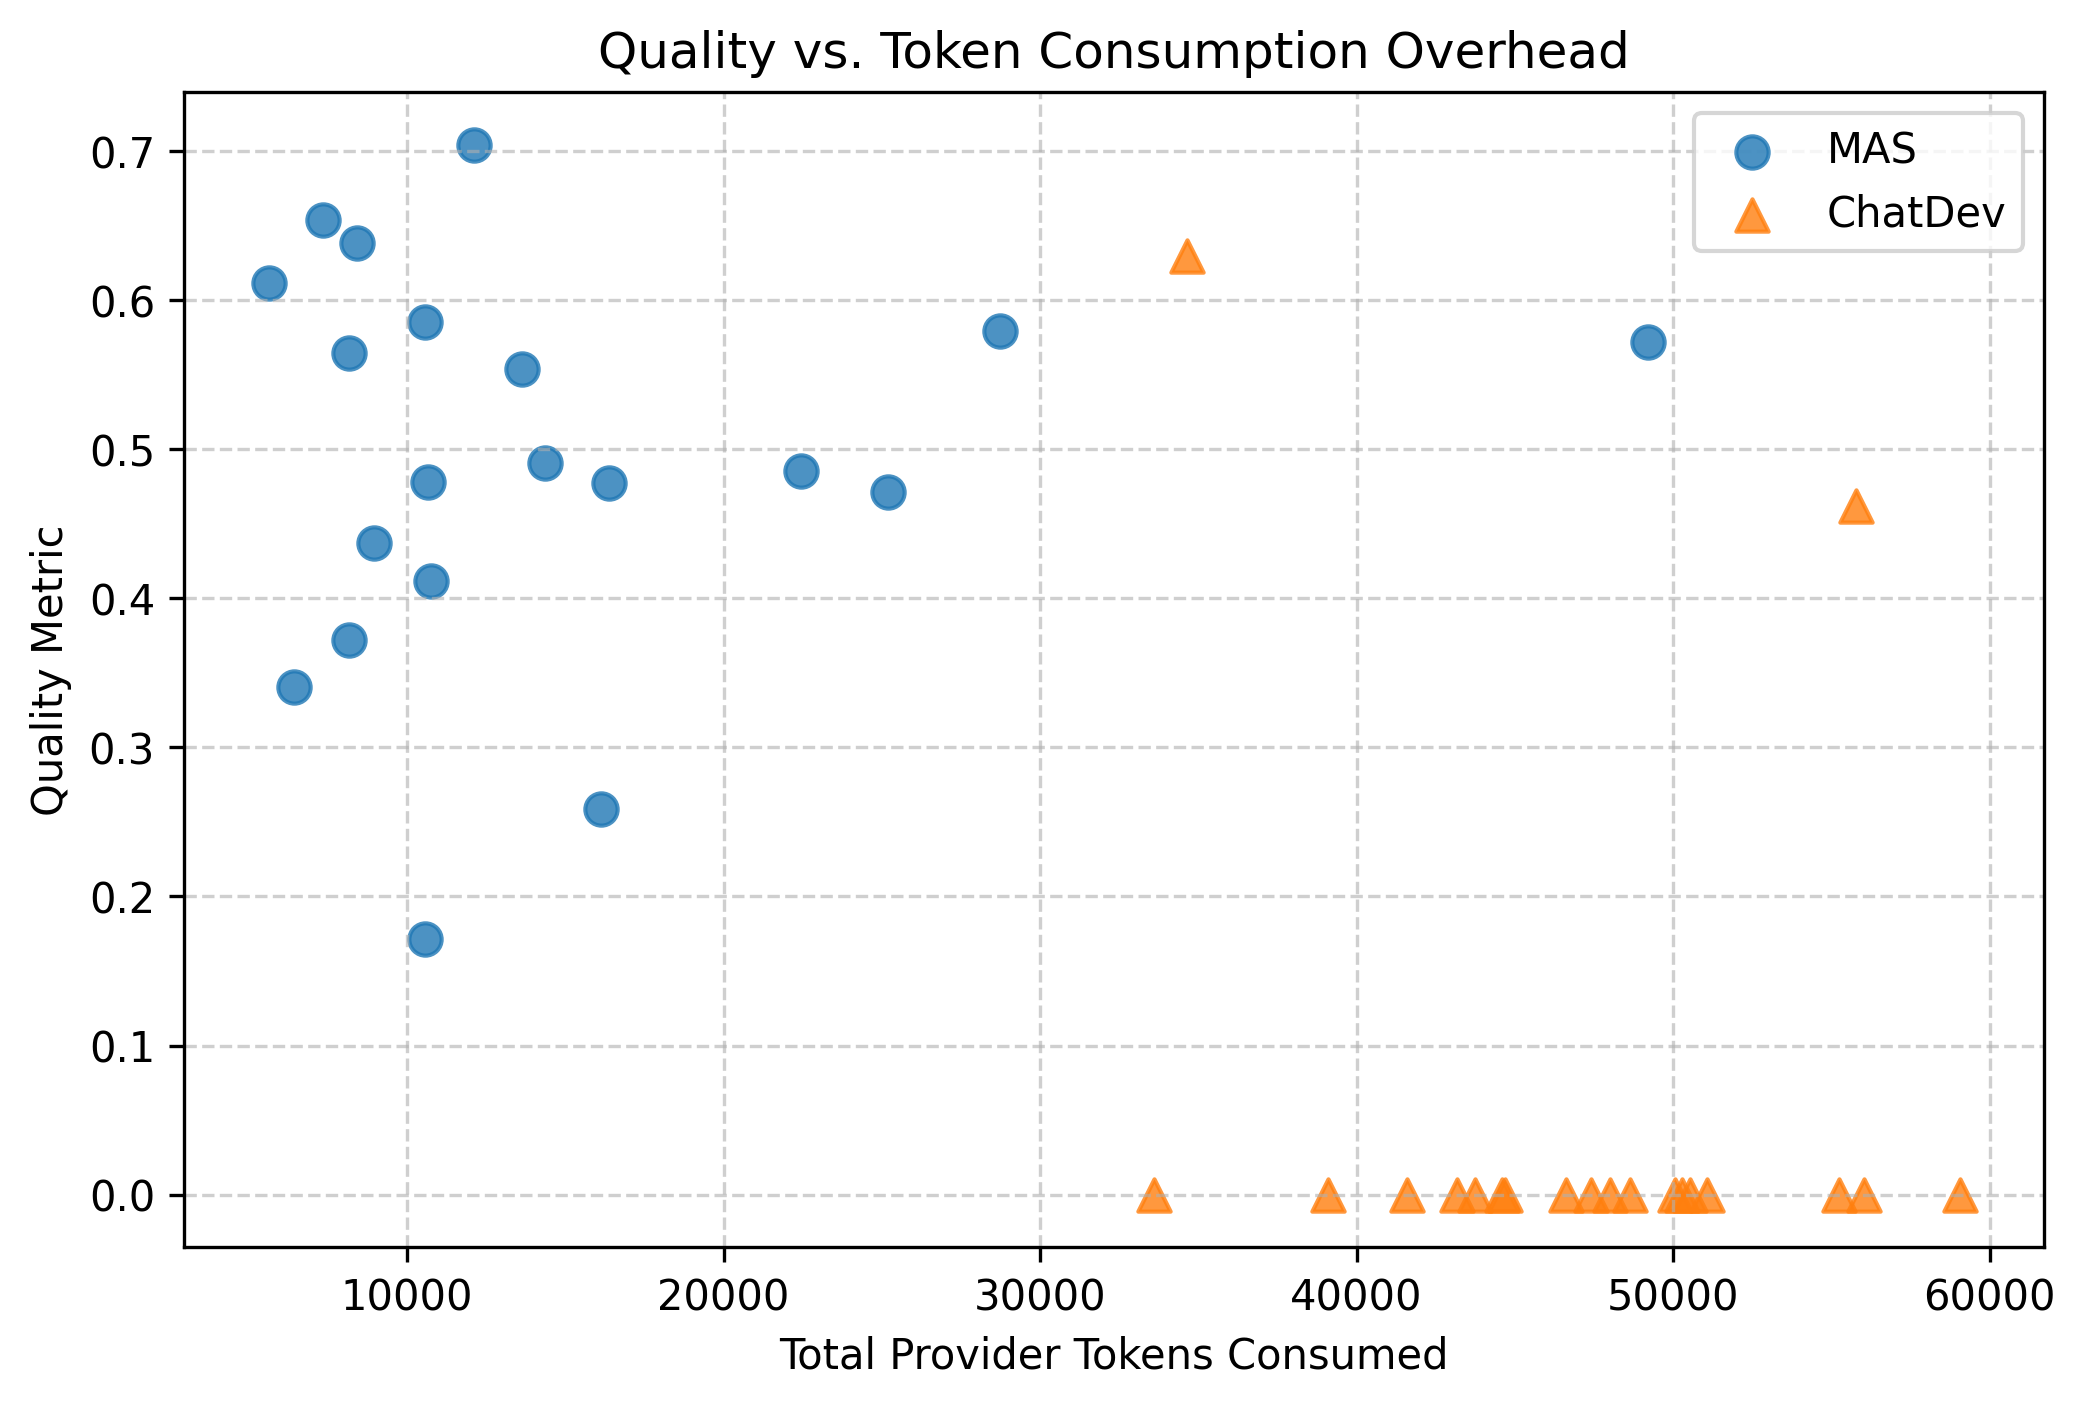 Quality vs. Token Consumption Overhead
MAS
ChatDev
Quality Metric
0.7
0.6
0.5
0.4
0.3
0.2
0.1
0.0
10000 20000 30000 40000 50000 60000
Total Provider Tokens Consumed